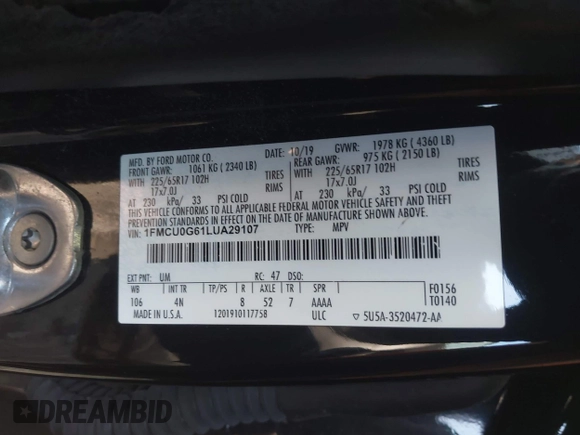 MFD. BY FORD MOTOR CO. 10/19 GVWR: 1978 KG ( 4360 LB)
FRONT GAWR: 1061 KG ( 2340 LB) REAR GAWR: 975 KG ( 2150 LB)
225/65R17 102H TIRES 225/65R17 102H TIRES
17x7.0J RIMS 17x7.0J RIMS
AT 230 kPa/ 33 PSI COLD AT 230 kPa/ 33 PSI COLD
THIS VEHICLE CONFORMS TO ALL APPLICABLE FEDERAL MOTOR VEHICLE
SAFETY, BUMPER, AND THEFT PREVENTION STANDARDS IN EFFECT ON THE DATE OF MANUFACTURE SHOWN ABOVE.
VIN: 1FMCU0G61LUA29107 TYPE: MPV
EXT PNT: UM RC: 47 DSO: F0156
WB TP/PS R AXLE TR SPR T0140
106 4N 8 52 7 AAAA
MADE IN U.S.A. 1201910117758 ULC ▽ 5U5A-3520472-AA
DREAMBID